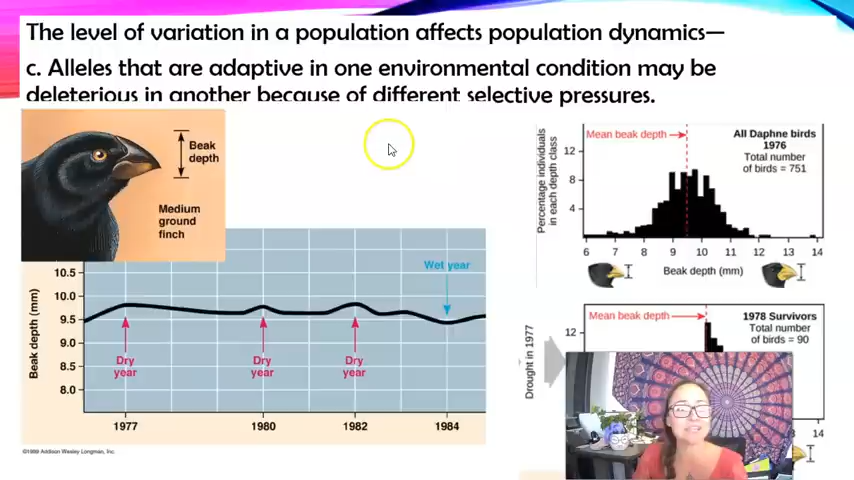 The level of variation in a population affects population dynamics—
c. Alleles that are adaptive in one environmental condition may be
deleterious in another because of different selective pressures.
Beak
depth
Medium
ground
finch
Beak depth (mm)
10.5
10.0
9.5
9.0
8.5
8.0
Dry
year
Dry
year
Dry
year
Wet year
1977
1980
1982
1984
©1999 Addison Wesley Longman, Inc.
Percentage individuals
in each depth class
12
8
4
Mean beak depth
All Daphne birds
1976
Total number
of birds = 751
6 7 8 9 10 11 12 13 14
Beak depth (mm)
Drought in 1977
12
Mean beak depth
1978 Survivors
Total number
of birds = 90
14